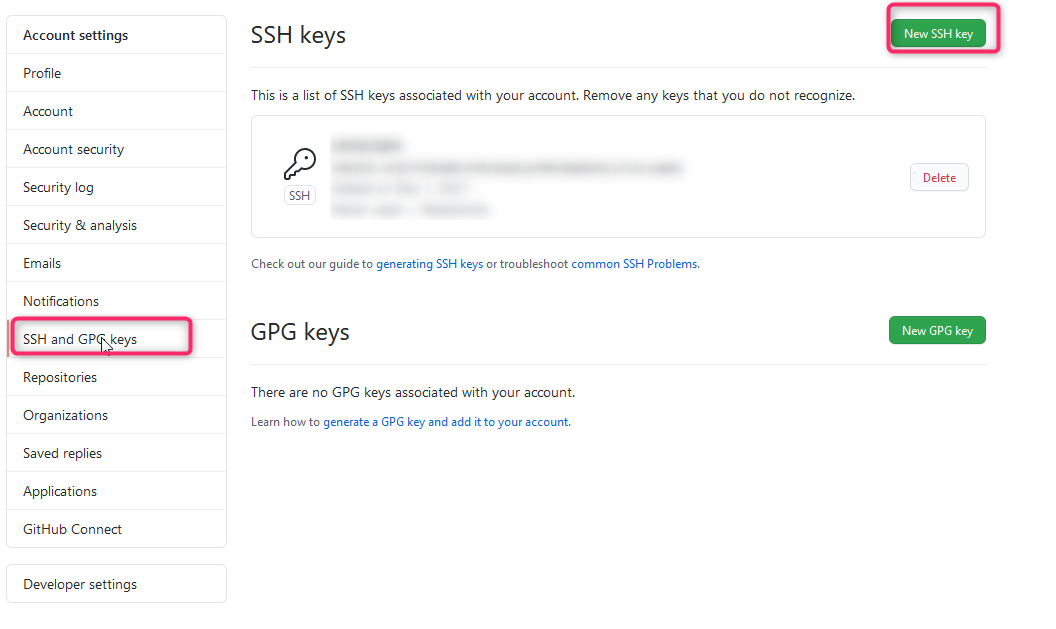 Account settings
Profile
Account
Account security
Security log
Security & analysis
Emails
Notifications
SSH and GPG keys
Repositories
Organizations
Saved replies
Applications
GitHub Connect
Developer settings
SSH keys
New SSH key
This is a list of SSH keys associated with your account. Remove any keys that you do not recognize.
SSH
Delete
Check out our guide to generating SSH keys or troubleshoot common SSH Problems.
GPG keys
New GPG key
There are no GPG keys associated with your account.
Learn how to generate a GPG key and add it to your account.